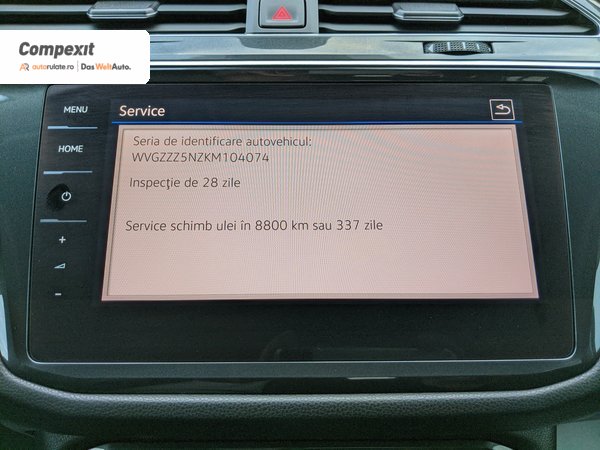 Compexit
AR autorulate.ro | Das WeltAuto.
MENU
HOME
Service
Seria de identificare autovehicul:
WVGZZZ5NZKM104074
Inspecţie de 28 zile
Service schimb ulei în 8800 km sau 337 zile